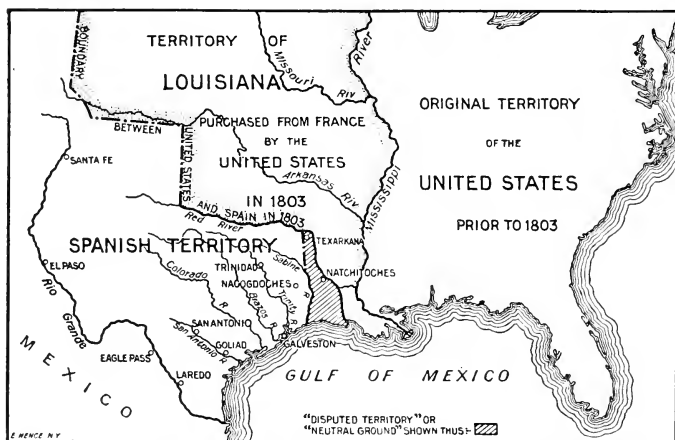 BOUNDARY
BETWEEN
UNITED STATES
AND SPAIN IN 1803
TERRITORY OF
LOUISIANA
PURCHASED FROM FRANCE
BY THE
UNITED STATES
IN 1803
Missouri Riv
River
Mississippi
Arkansas Riv
ORIGINAL TERRITORY
OF THE
UNITED STATES
PRIOR TO 1803
SANTA FE
Red River
SPANISH TERRITORY
TEXARKANA
NATCHITOCHES
TRINIDAD
NACOGDOCHES
Sabine R
Colorado R
Brazos R
Trinity R
EL PASO
Rio Grande
SAN ANTONIO
San Antonio R
GOLIAD
GALVESTON
EAGLE PASS
LAREDO
MEXICO
GULF OF MEXICO
"DISPUTED TERRITORY" OR
"NEUTRAL GROUND" SHOWN THUS:-
E HENCE N.Y